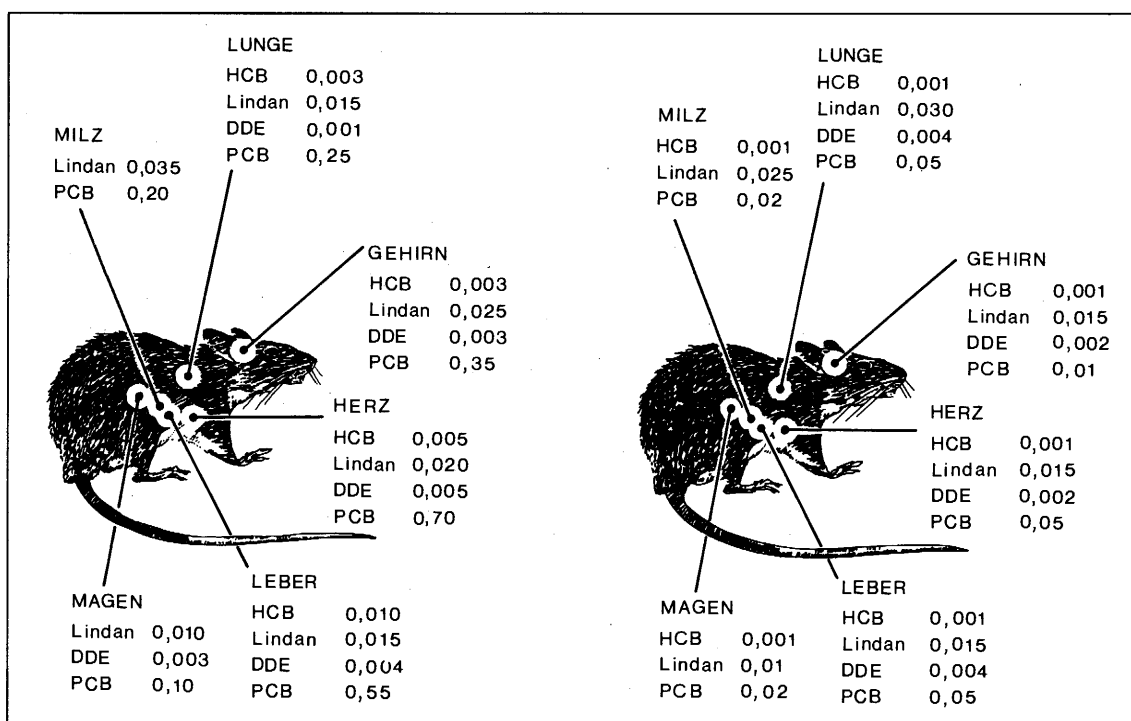 LUNGE
HCB 0,003
Lindan 0,015
DDE 0,001
PCB 0,25
MILZ
Lindan 0,035
PCB 0,20
GEHIRN
HCB 0,003
Lindan 0,025
DDE 0,003
PCB 0,35
HERZ
HCB 0,005
Lindan 0,020
DDE 0,005
PCB 0,70
LEBER
HCB 0,010
Lindan 0,015
DDE 0,004
PCB 0,55
MAGEN
Lindan 0,010
DDE 0,003
PCB 0,10
LUNGE
HCB 0,001
Lindan 0,030
DDE 0,004
PCB 0,05
MILZ
HCB 0,001
Lindan 0,025
PCB 0,02
GEHIRN
HCB 0,001
Lindan 0,015
DDE 0,002
PCB 0,01
HERZ
HCB 0,001
Lindan 0,015
DDE 0,002
PCB 0,05
LEBER
HCB 0,001
Lindan 0,015
DDE 0,004
PCB 0,05
MAGEN
HCB 0,001
Lindan 0,01
PCB 0,02